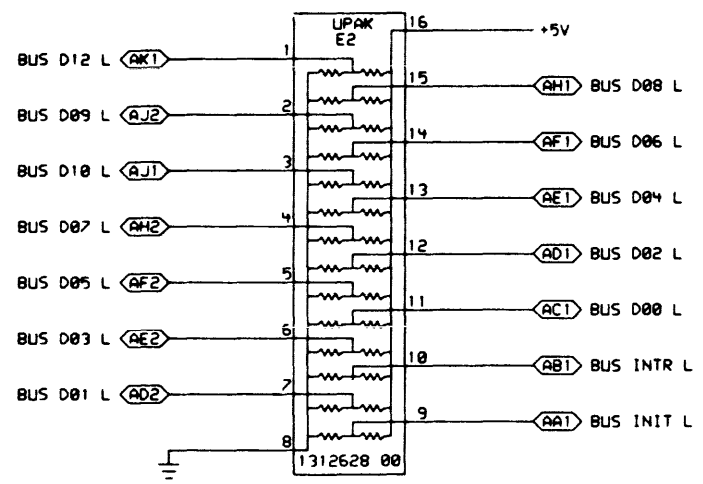 UPAK
E2
16
+5V
1
BUS D12 L AK1
15
AH1 BUS D08 L
2
BUS D09 L AJ2
14
AF1 BUS D06 L
3
BUS D10 L AJ1
13
AE1 BUS D04 L
4
BUS D07 L AH2
12
AD1 BUS D02 L
5
BUS D05 L AF2
11
AC1 BUS D00 L
6
BUS D03 L AE2
10
AB1 BUS INTR L
7
BUS D01 L AD2
9
AA1 BUS INIT L
8
1312628 00